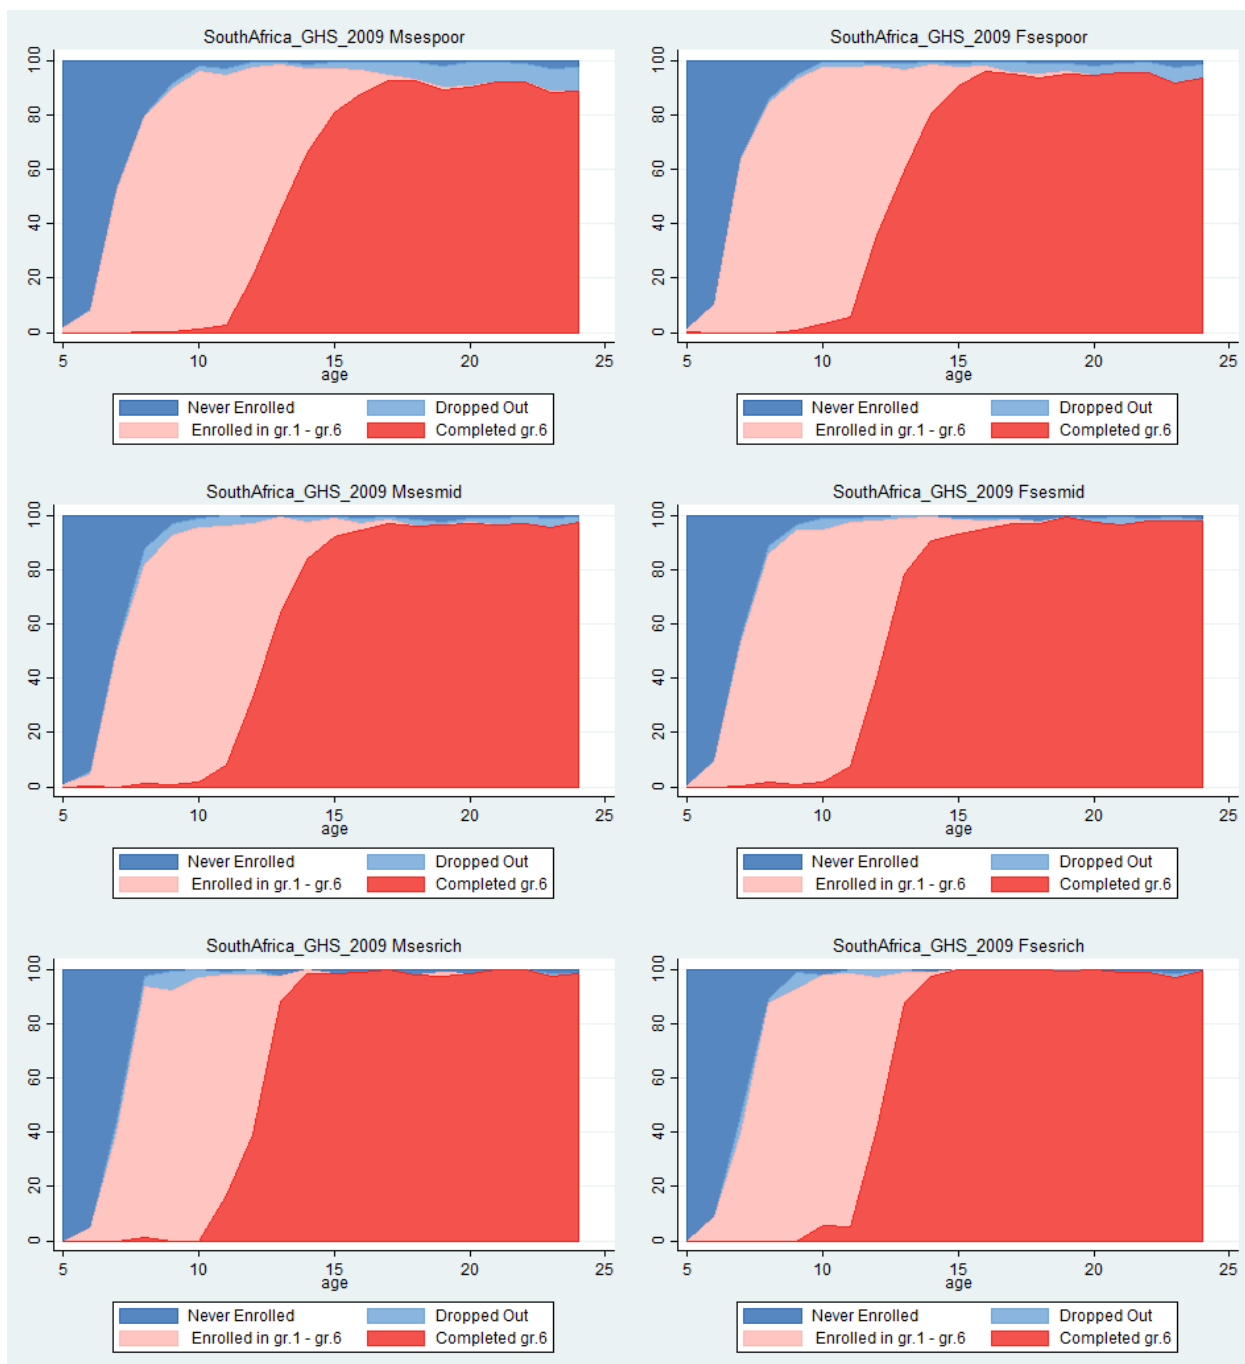 SouthAfrica_GHS_2009 Msespoor
100
80
60
40
20
0
5 10 15 20 25
age
Never Enrolled Dropped Out
Enrolled in gr.1 - gr.6 Completed gr.6
SouthAfrica_GHS_2009 Fsespoor
100
80
60
40
20
0
5 10 15 20 25
age
Never Enrolled Dropped Out
Enrolled in gr.1 - gr.6 Completed gr.6
SouthAfrica_GHS_2009 Msesmid
100
80
60
40
20
0
5 10 15 20 25
age
Never Enrolled Dropped Out
Enrolled in gr.1 - gr.6 Completed gr.6
SouthAfrica_GHS_2009 Fsesmid
100
80
60
40
20
0
5 10 15 20 25
age
Never Enrolled Dropped Out
Enrolled in gr.1 - gr.6 Completed gr.6
SouthAfrica_GHS_2009 Msesrich
100
80
60
40
20
0
5 10 15 20 25
age
Never Enrolled Dropped Out
Enrolled in gr.1 - gr.6 Completed gr.6
SouthAfrica_GHS_2009 Fsesrich
100
80
60
40
20
0
5 10 15 20 25
age
Never Enrolled Dropped Out
Enrolled in gr.1 - gr.6 Completed gr.6